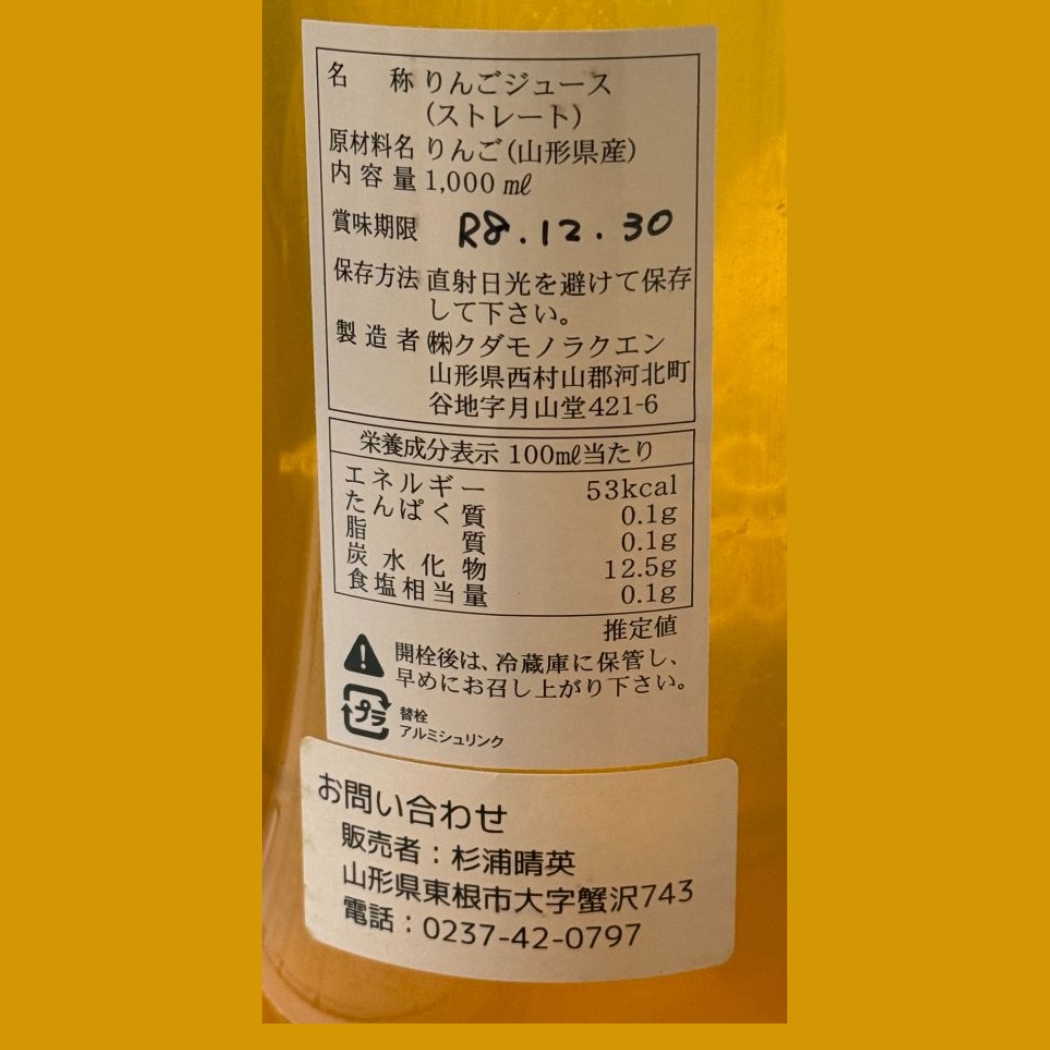 名称 りんごジュース
(ストレート)
原材料名 りんご(山形県産)
内容量 1,000㎖
賞味期限 R8.12.30
保存方法 直射日光を避けて保存
して下さい。
製造者 ㈱クダモノラクエン
山形県西村山郡河北町
谷地字月山堂421-6
栄養成分表示 100㎖当たり
エネルギー 53kcal
たんぱく質 0.1g
脂質 0.1g
炭水化物 12.5g
食塩相当量 0.1g
推定値
開栓後は、冷蔵庫に保管し、
早めにお召し上がり下さい。
プラ 替栓
アルミシュリンク
お問い合わせ
販売者：杉浦晴英
山形県東根市大字蟹沢743
電話：0237-42-0797